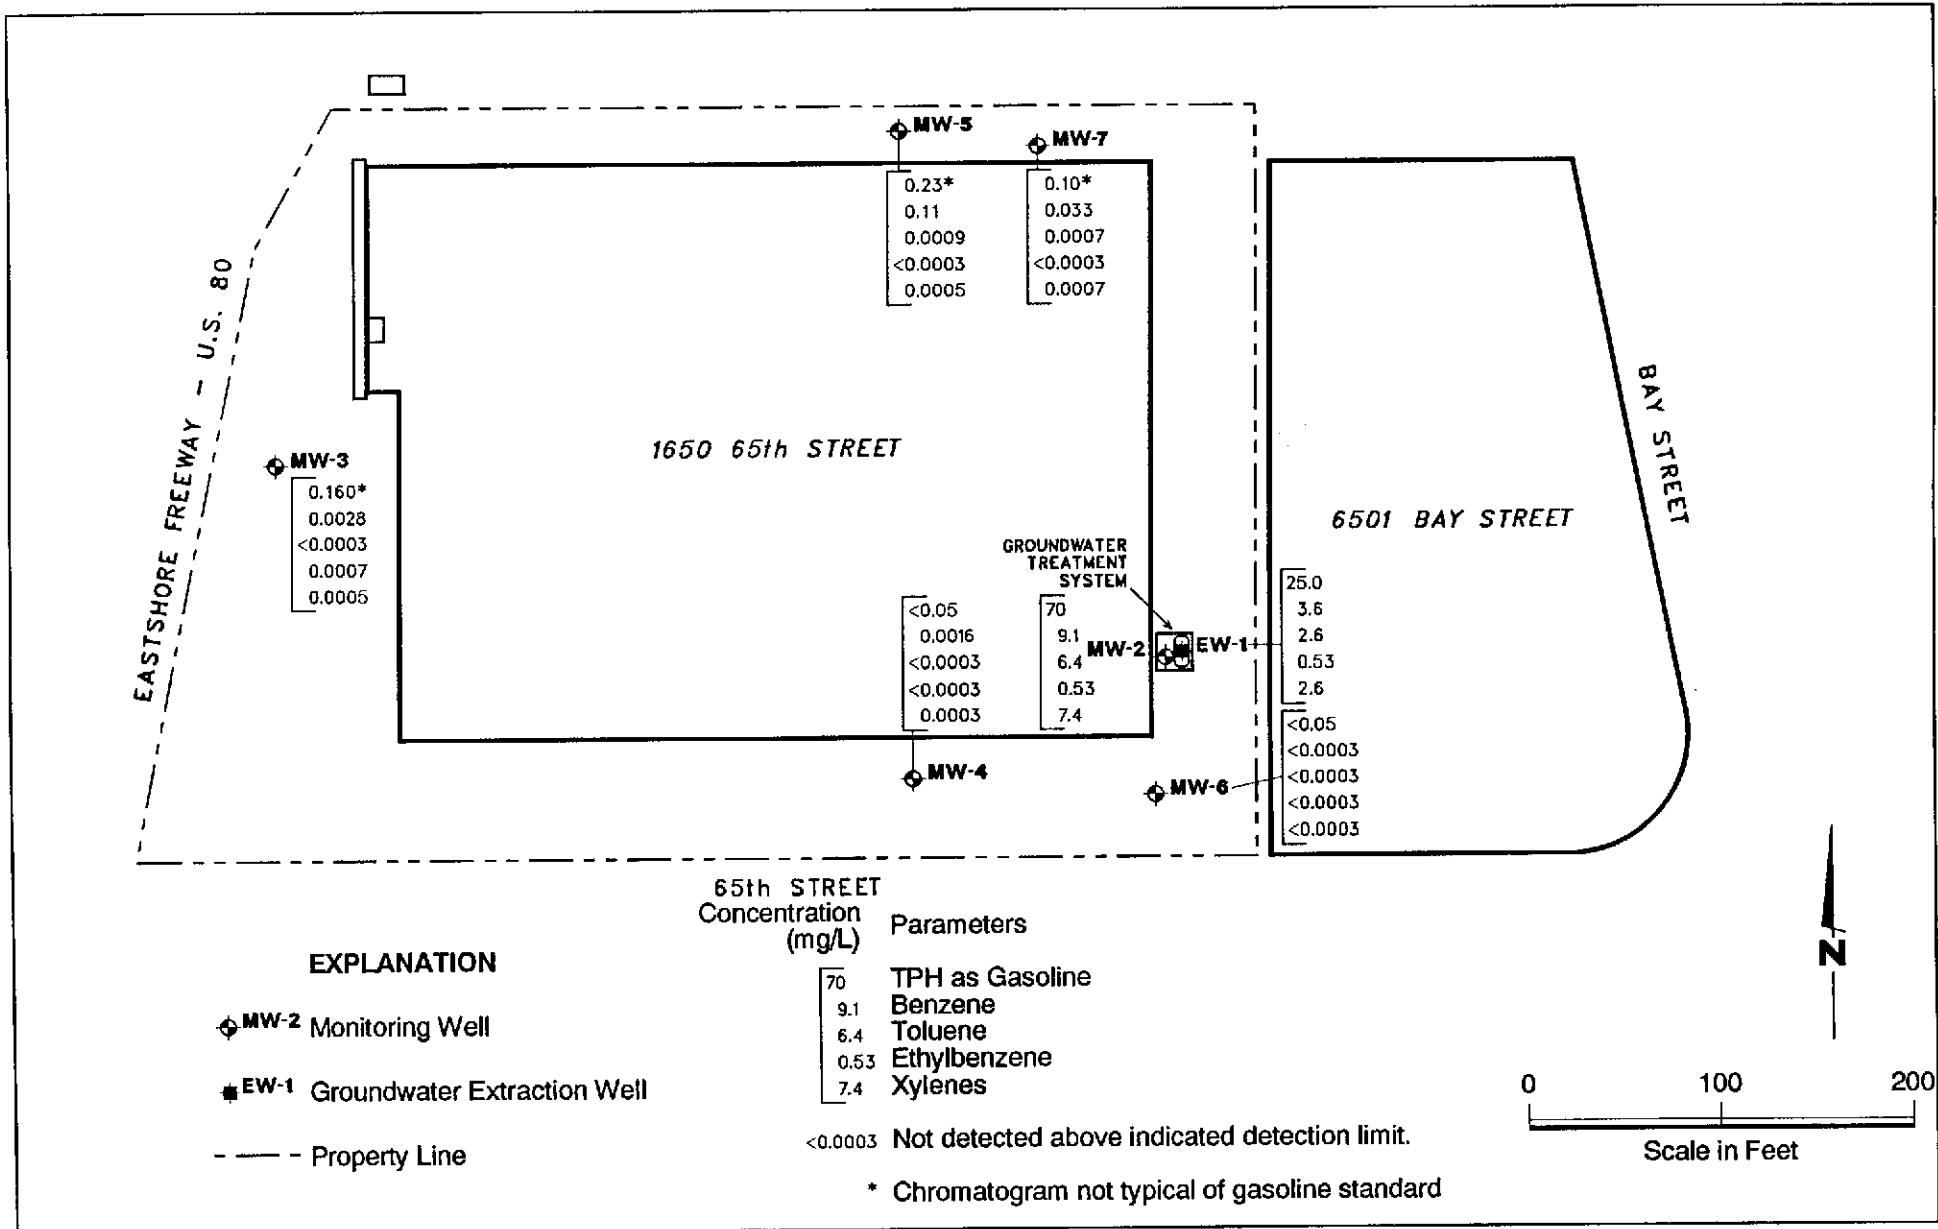 MW-5
MW-7
0.23*
0.11
0.0009
<0.0003
0.0005
0.10*
0.033
0.0007
<0.0003
0.0007
EASTSHORE FREEWAY - U.S. 80
MW-3
0.160*
0.0028
<0.0003
0.0007
0.0005
1650 65th STREET
6501 BAY STREET
BAY STREET
GROUNDWATER
TREATMENT
SYSTEM
<0.05
0.0016
<0.0003
<0.0003
0.0003
MW-4
70
9.1
6.4
0.53
7.4
MW-2
EW-1
25.0
3.6
2.6
0.53
2.6
MW-6
<0.05
<0.0003
<0.0003
<0.0003
<0.0003
65th STREET
EXPLANATION
MW-2 Monitoring Well
EW-1 Groundwater Extraction Well
Property Line
Concentration
(mg/L)
Parameters
70 TPH as Gasoline
9.1 Benzene
6.4 Toluene
0.53 Ethylbenzene
7.4 Xylenes
<0.0003 Not detected above indicated detection limit.
* Chromatogram not typical of gasoline standard
N
0 100 200
Scale in Feet